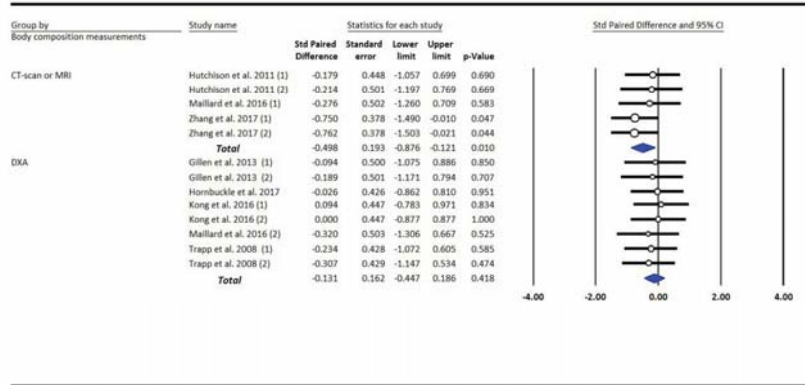 Group by Study name Statistics for each study Std Paired Difference and 95% CI
Body composition measurements
Std Paired Standard Lower Upper
Difference error limit limit p-Value
CT-scan or MRI Hutchison et al. 2011 (1) -0.179 0.448 -1.057 0.699 0.690
Hutchison et al. 2011 (2) -0.214 0.501 -1.197 0.769 0.669
Maillard et al. 2016 (1) -0.276 0.502 -1.260 0.709 0.583
Zhang et al. 2017 (1) -0.750 0.378 -1.490 -0.010 0.047
Zhang et al. 2017 (2) -0.762 0.378 -1.503 -0.021 0.044
Total -0.498 0.193 -0.876 -0.121 0.010
DXA Gillen et al. 2013 (1) -0.094 0.500 -1.075 0.886 0.850
Gillen et al. 2013 (2) -0.189 0.501 -1.171 0.794 0.707
Hornbuckle et al. 2017 -0.026 0.426 -0.862 0.810 0.951
Kong et al. 2016 (1) 0.094 0.447 -0.783 0.971 0.834
Kong et al. 2016 (2) 0,000 0.447 -0.877 0.877 1.000
Maillard et al. 2016 (2) -0.320 0.503 -1.306 0.667 0.525
Trapp et al. 2008 (1) -0.234 0.428 -1.072 0.605 0.585
Trapp et al. 2008 (2) -0.307 0.429 -1.147 0.534 0.474
Total -0.131 0.162 -0.447 0.186 0.418
-4.00 -2.00 0.00 2.00 4.00